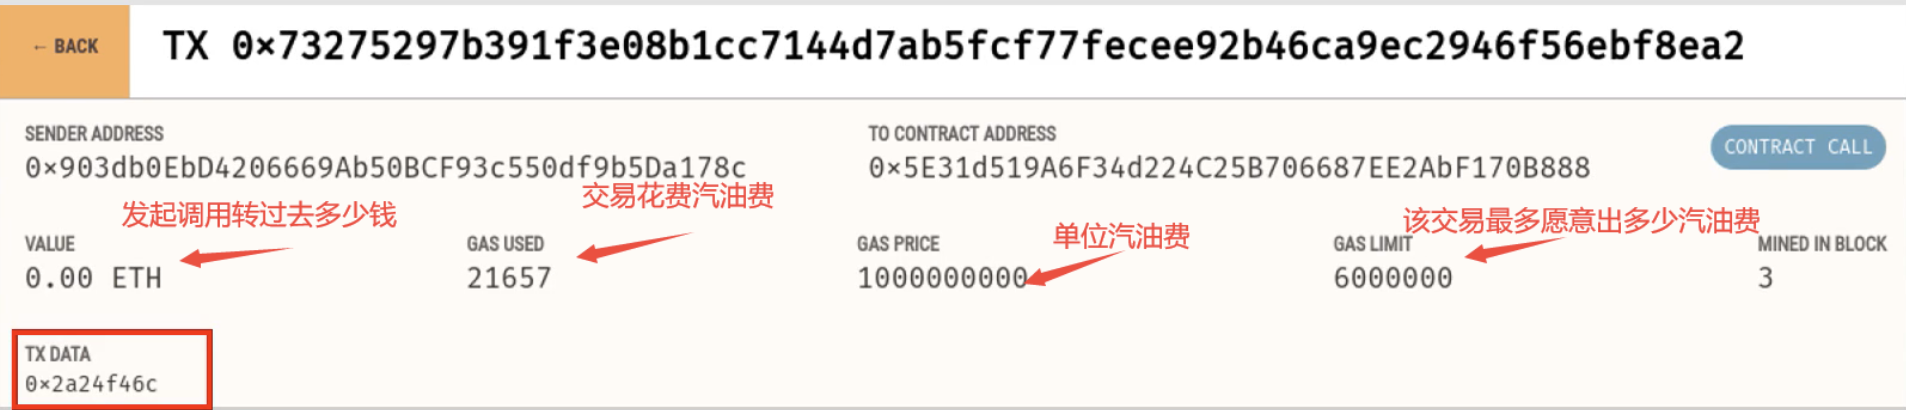 ← BACK
TX 0×73275297b391f3e08b1cc7144d7ab5fcf77fecee92b46ca9ec2946f56ebf8ea2
SENDER ADDRESS
0×903db0EbD4206669Ab50BCF93c550df9b5Da178c
TO CONTRACT ADDRESS
0×5E31d519A6F34d224C25B706687EE2AbF170B888
CONTRACT CALL
发起调用转过去多少钱
交易花费汽油费
单位汽油费
该交易最多愿意出多少汽油费
VALUE
0.00 ETH
GAS USED
21657
GAS PRICE
1000000000
GAS LIMIT
6000000
MINED IN BLOCK
3
TX DATA
0×2a24f46c